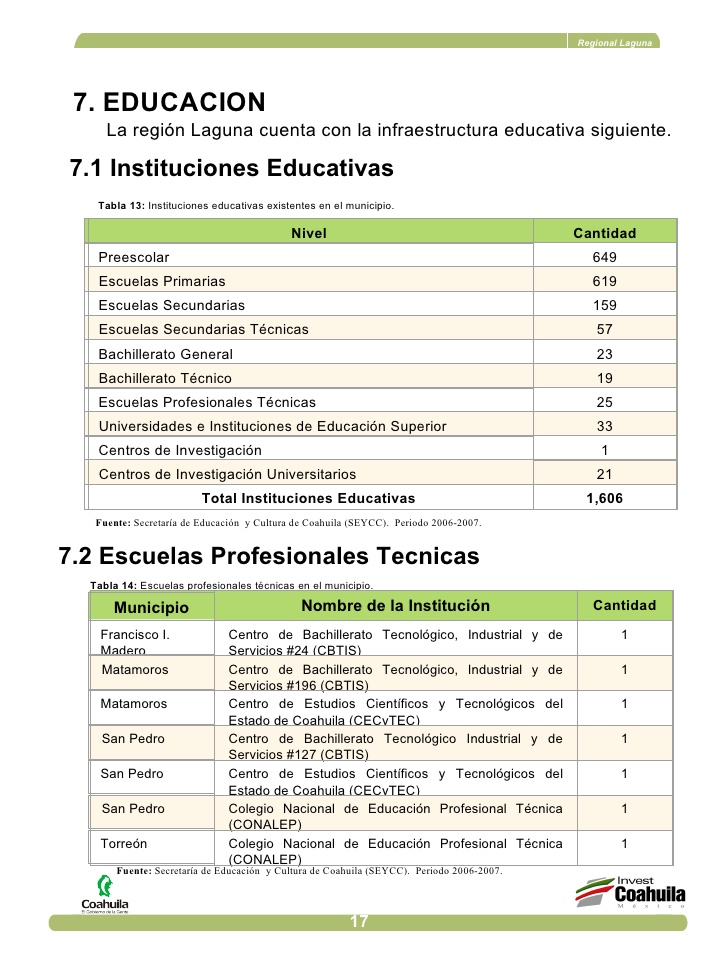 Regional Laguna
7. EDUCACION
La región Laguna cuenta con la infraestructura educativa siguiente.
7.1 Instituciones Educativas
Tabla 13: Instituciones educativas existentes en el municipio.
Nivel Cantidad
Preescolar 649
Escuelas Primarias 619
Escuelas Secundarias 159
Escuelas Secundarias Técnicas 57
Bachillerato General 23
Bachillerato Técnico 19
Escuelas Profesionales Técnicas 25
Universidades e Instituciones de Educación Superior 33
Centros de Investigación 1
Centros de Investigación Universitarios 21
Total Instituciones Educativas 1,606
Fuente: Secretaría de Educación y Cultura de Coahuila (SEYCC). Periodo 2006-2007.
7.2 Escuelas Profesionales Tecnicas
Tabla 14: Escuelas profesionales técnicas en el municipio.
Municipio Nombre de la Institución Cantidad
Francisco I. Centro de Bachillerato Tecnológico, Industrial y de 1
Madero Servicios #24 (CBTIS)
Matamoros Centro de Bachillerato Tecnológico, Industrial y de 1
Servicios #196 (CBTIS)
Matamoros Centro de Estudios Científicos y Tecnológicos del 1
Estado de Coahuila (CECyTEC)
San Pedro Centro de Bachillerato Tecnológico Industrial y de 1
Servicios #127 (CBTIS)
San Pedro Centro de Estudios Científicos y Tecnológicos del 1
Estado de Coahuila (CECyTEC)
San Pedro Colegio Nacional de Educación Profesional Técnica 1
(CONALEP)
Torreón Colegio Nacional de Educación Profesional Técnica 1
(CONALEP)
Fuente: Secretaría de Educación y Cultura de Coahuila (SEYCC). Periodo 2006-2007.
Coahuila
El Gobierno de la Gente
Invest
Coahuila
México
17